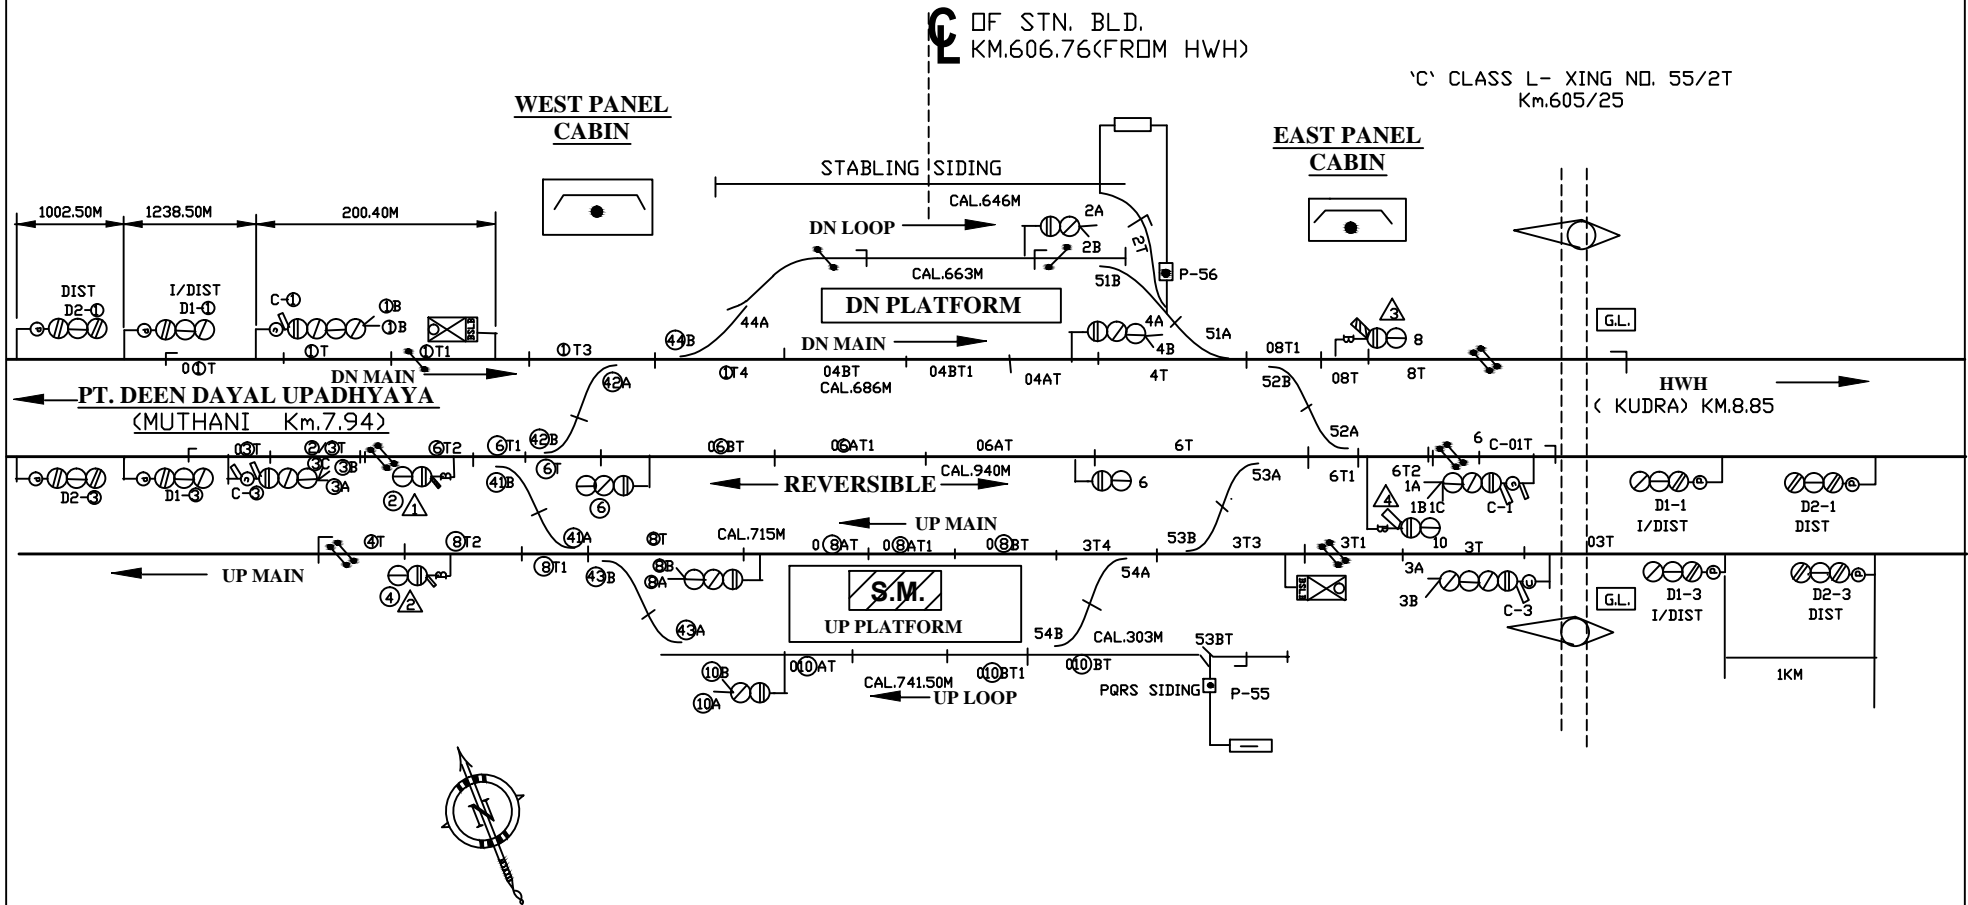 CL OF STN. BLD.
KM.606.76(FROM HWH)
'C' CLASS L- XING NO. 55/2T
Km.605/25
WEST PANEL
CABIN
EAST PANEL
CABIN
STABLING SIDING
CAL.646M
1002.50M 1238.50M 200.40M
DN LOOP
2A
2B
2T
CAL.663M
51B
P-56
DIST
D2-1
I/DIST
D1-1
C-1
1B
1B
BSLB
DN PLATFORM
44A
44B
4A
4B
51A
3
8
G.L.
001T
1T
1T1
1T3
DN MAIN
08T1
DN MAIN
42A
1T4
04BT
CAL.686M
04BT1
04AT
4T
52B
08T
8T
HWH
PT. DEEN DAYAL UPADHYAYA
(MUTHANI Km.7.94)
( KUDRA) KM.8.85
03T
2/3T
6T2
6T1
42B
06BT
06AT1
06AT
6T
52A
6
C-01T
D2-3
D1-3
C-3
3C
3B
3A
2
1
41B
6T
6
CAL.940M
REVERSIBLE
6
53A
6T1
6T2
1A
1B1C
C-1
4
10
D1-1
I/DIST
D2-1
DIST
UP MAIN
4T
8T2
41A
8T
CAL.715M
08AT
08AT1
08BT
3T4
53B
3T3
3T1
3T
03T
UP MAIN
4
2
8T1
43B
8B
8A
S.M.
UP PLATFORM
54A
BSLB
3A
3B
C-3
G.L.
D1-3
I/DIST
D2-3
DIST
43A
54B
CAL.303M
53BT
10B
10A
010AT
CAL.741.50M
010BT1
010BT
UP LOOP
PQRS SIDING
P-55
1KM
N